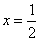 x = 1/2